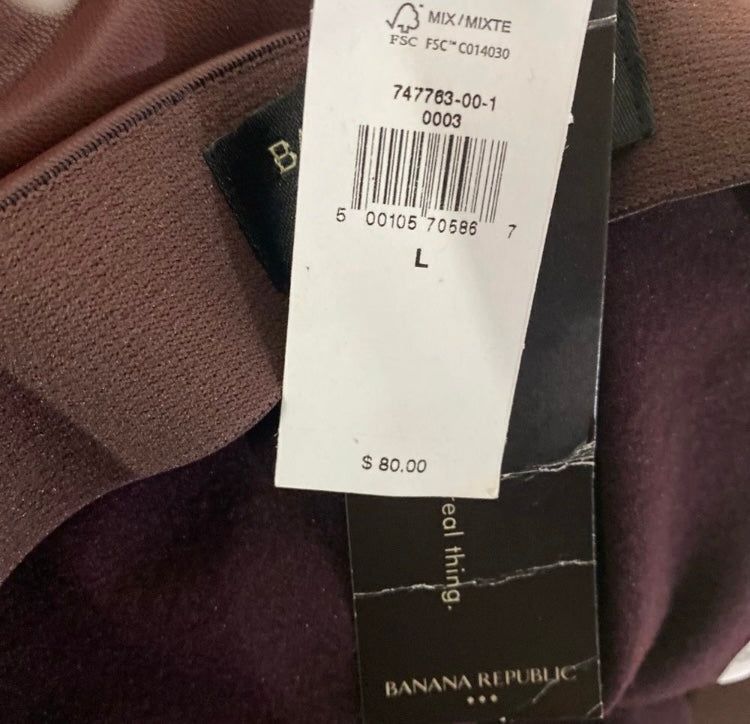 MIX/MIXTE
FSC FSC™ C014030
747763-00-1
0003
5 00105 70586 7
L
$ 80.00
eal thing.
BANANA REPUBLIC
B